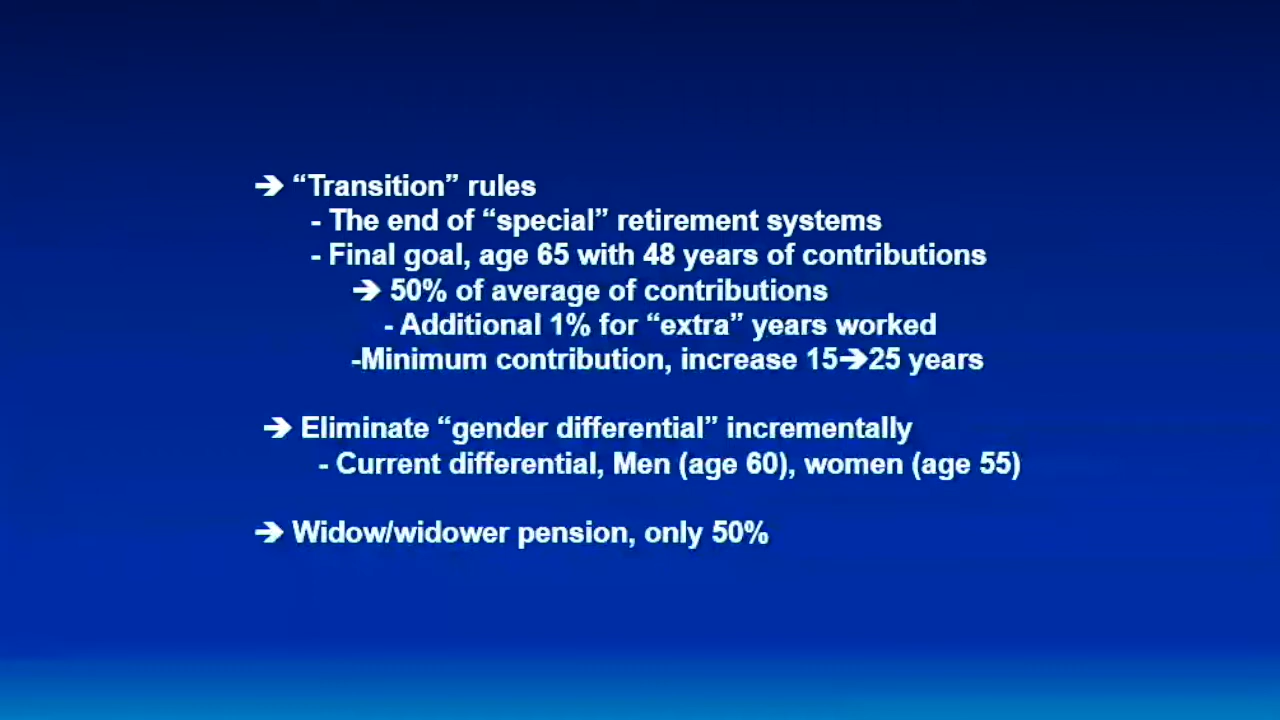 ➔ “Transition” rules
- The end of “special” retirement systems
- Final goal, age 65 with 48 years of contributions
➔ 50% of average of contributions
- Additional 1% for “extra” years worked
-Minimum contribution, increase 15➔25 years
➔ Eliminate “gender differential” incrementally
- Current differential, Men (age 60), women (age 55)
➔ Widow/widower pension, only 50%